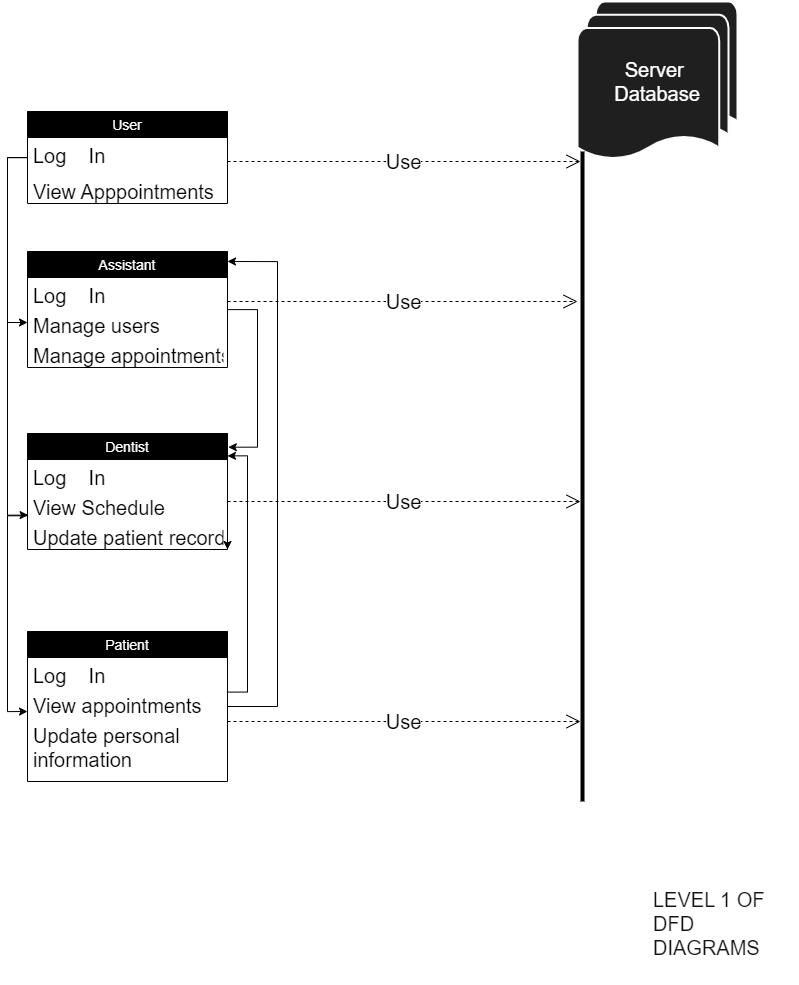 Server
Database
User
Log In
View Apppointments
Use
Assistant
Log In
Manage users
Manage appointments
Use
Dentist
Log In
View Schedule
Update patient record
Use
Patient
Log In
View appointments
Update personal
information
Use
LEVEL 1 OF
DFD
DIAGRAMS